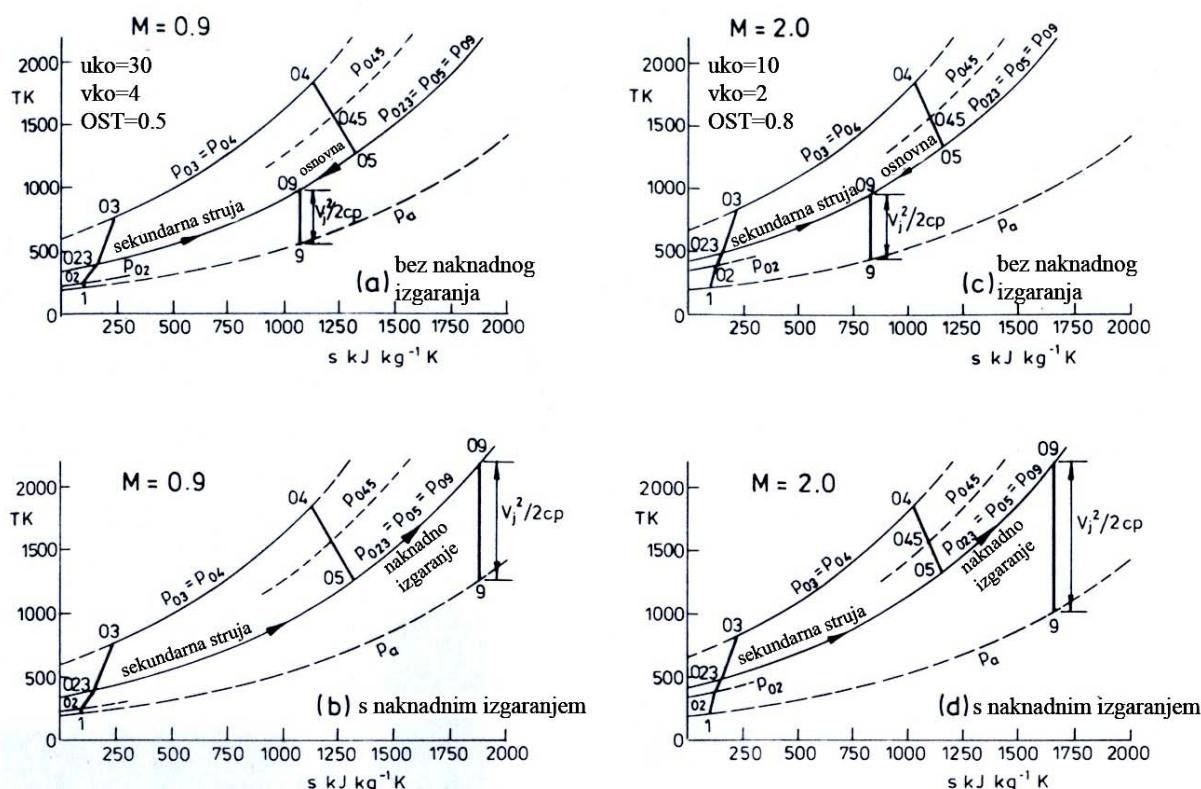 M = 0.9
uko=30
vko=4
OST=0.5
2000
TK
1500
1000
500
0
04
P045
P03 = P04
045
P023 = P05 = P09
osnovna
05
03
09
Vj²/2cp
sekundarna struja
023
02
P02
1
9
Pa
(a) bez naknadnog
izgaranja
250 500 750 1000 1250 1500 1750 2000
s kJ kg⁻¹ K
M = 2.0
uko=10
vko=2
OST=0.8
2000
TK
1500
1000
500
0
04
P045
P03 = P04
045
P023 = P05 = P09
osnovna
05
03
09
Vj²/2cp
sekundarna struja
023
02
P02
1
9
Pa
(c) bez naknadnog
izgaranja
250 500 750 1000 1250 1500 1750 2000
s kJ kg⁻¹ K
M = 0.9
2000
TK
1500
1000
500
0
04
P045
09
P03 = P04
P023 = P05 = P09
Vj²/2cp
05
naknadno
izgaranje
03
sekundarna struja
023
02
1
9
Pa
(b) s naknadnim izgaranjem
250 500 750 1000 1250 1500 1750 2000
s kJ kg⁻¹ K
M = 2.0
2000
TK
1500
1000
500
0
04
P045
09
P03 = P04
045
P023 = P05 = P09
Vj²/2cp
05
naknadno
izgaranje
03
sekundarna struja
023
02
P02
1
9
Pa
(d) s naknadnim izgaranjem
250 500 750 1000 1250 1500 1750 2000
s kJ kg⁻¹ K